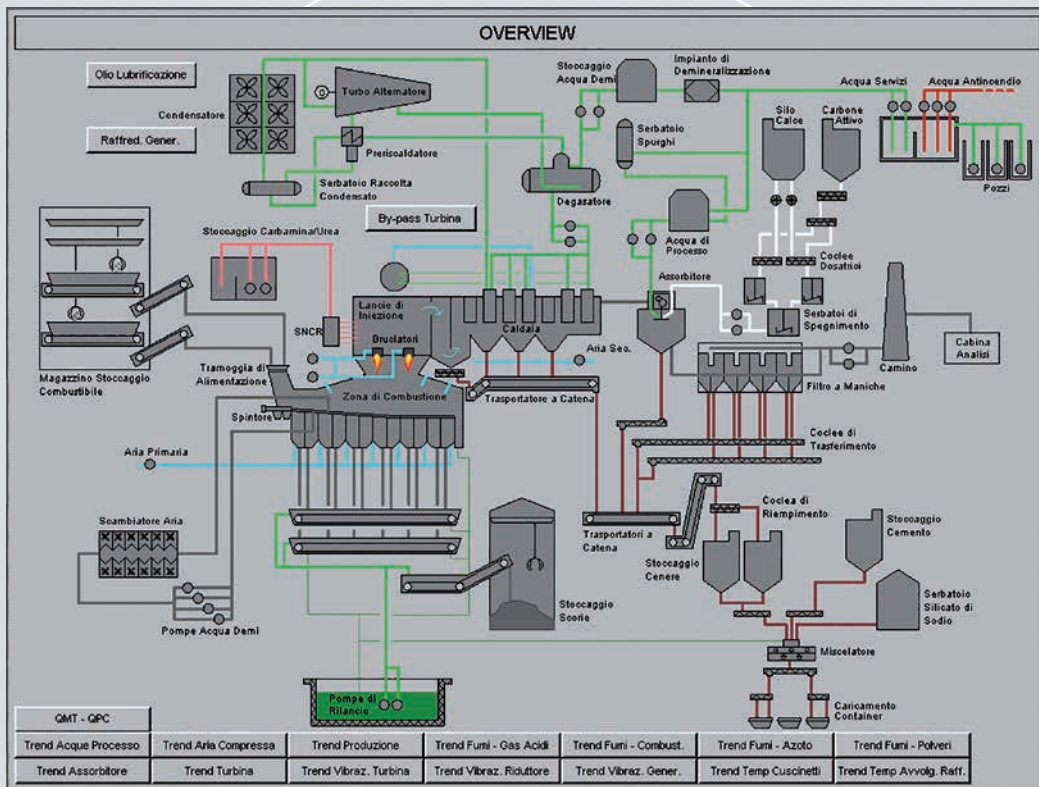 OVERVIEW
Olio Lubrificazione
Raffred. Gener.
Condensatore
Turbo Alternatore
Preriscaldatore
Serbatoio Raccolta
Condensato
By-pass Turbina
Stoccaggio
Acqua Demi
Impianto di
Demineralizzazione
Serbatoio
Spurghi
Degasatore
Acqua di
Processo
Silo
Calce
Carbone
Attivo
Acqua Servizi
Acqua Antincendio
Pozzi
Coclee
Dosatrici
Serbatoi di
Spegnimento
Camino
Cabina
Analisi
Stoccaggio Carbamina/Urea
Magazzino Stoccaggio
Combustibile
SNCR
Lancie di
Iniezione
Bruciatori
Caldaia
Assorbitore
Aria Sec.
Tramoggia di
Alimentazione
Zona di Combustione
Trasportatore a Catena
Filtro a Maniche
Spintore
Aria Primaria
Coclee di
Trasferimento
Scambiatore Aria
Pompe Acqua Demi
Stoccaggio
Scorie
Trasportatori a
Catena
Stoccaggio
Cenere
Coclea di
Riempimento
Stoccaggio
Cemento
Serbatoio
Silicato di
Sodio
Miscelatore
Caricamento
Container
Pompe di
Rilancio
QMT - QPC
Trend Acque Processo
Trend Aria Compressa
Trend Produzione
Trend Fumi - Gas Acidi
Trend Fumi - Combust.
Trend Fumi - Azoto
Trend Fumi - Polveri
Trend Assorbitore
Trend Turbina
Trend Vibraz. Turbina
Trend Vibraz. Riduttore
Trend Vibraz. Gener.
Trend Temp Cuscinetti
Trend Temp Avvolg. Raff.